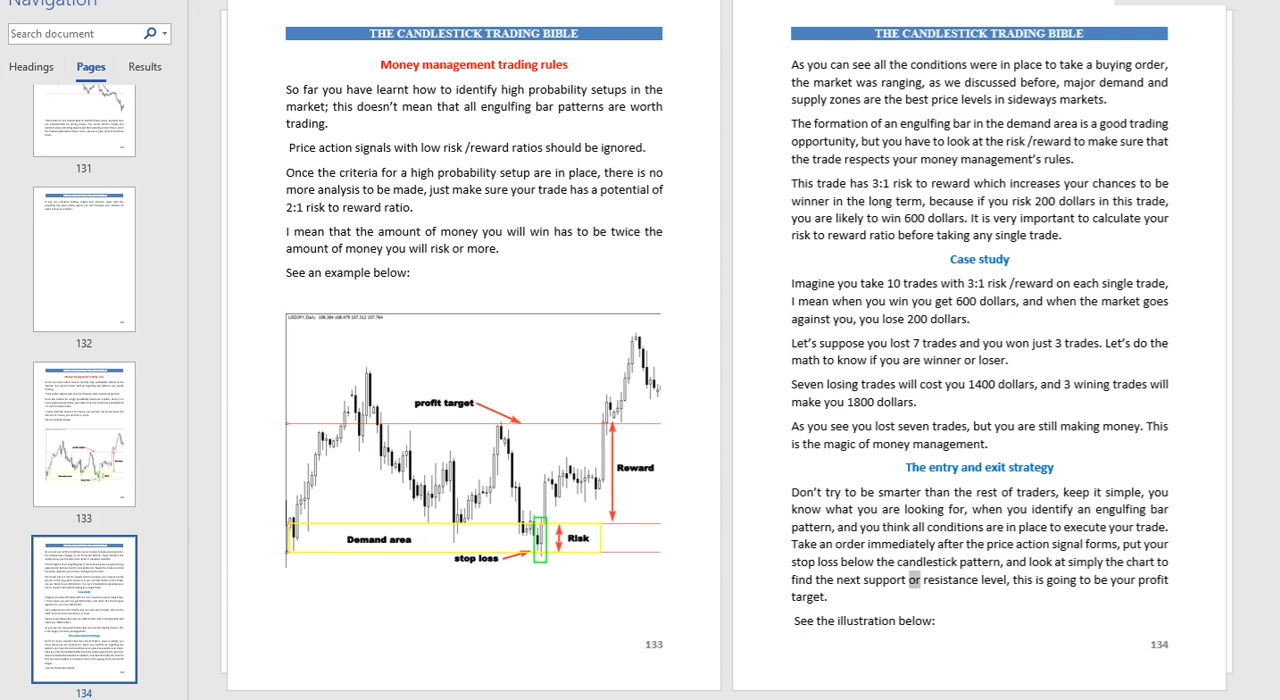 Navigation
Search document
Headings
Pages
Results
131
132
133
134
THE CANDLESTICK TRADING BIBLE
Money management trading rules
So far you have learnt how to identify high probability setups in the
market; this doesn't mean that all engulfing bar patterns are worth
trading.
Price action signals with low risk /reward ratios should be ignored.
Once the criteria for a high probability setup are in place, there is no
more analysis to be made, just make sure your trade has a potential of
2:1 risk to reward ratio.
I mean that the amount of money you will win has to be twice the
amount of money you will risk or more.
See an example below:
USDJPY,Daily 108.384 108.479 107.312 107.764
profit target
Reward
Demand area
Risk
stop loss
133
THE CANDLESTICK TRADING BIBLE
As you can see all the conditions were in place to take a buying order,
the market was ranging, as we discussed before, major demand and
supply zones are the best price levels in sideways markets.
The formation of an engulfing bar in the demand area is a good trading
opportunity, but you have to look at the risk /reward to make sure that
the trade respects your money management's rules.
This trade has 3:1 risk to reward which increases your chances to be
winner in the long term, because if you risk 200 dollars in this trade,
you are likely to win 600 dollars. It is very important to calculate your
risk to reward ratio before taking any single trade.
Case study
Imagine you take 10 trades with 3:1 risk /reward on each single trade,
I mean when you win you get 600 dollars, and when the market goes
against you, you lose 200 dollars.
Let's suppose you lost 7 trades and you won just 3 trades. Let's do the
math to know if you are winner or loser.
Seven losing trades will cost you 1400 dollars, and 3 wining trades will
make you 1800 dollars.
As you see you lost seven trades, but you are still making money. This
is the magic of money management.
The entry and exit strategy
Don't try to be smarter than the rest of traders, keep it simple, you
know what you are looking for, when you identify an engulfing bar
pattern, and you think all conditions are in place to execute your trade.
Take an order immediately after the price action signal forms, put your
stop loss below the candlestick pattern, and look at simply the chart to
find the next support or resistance level, this is going to be your profit
target.
See the illustration below:
134